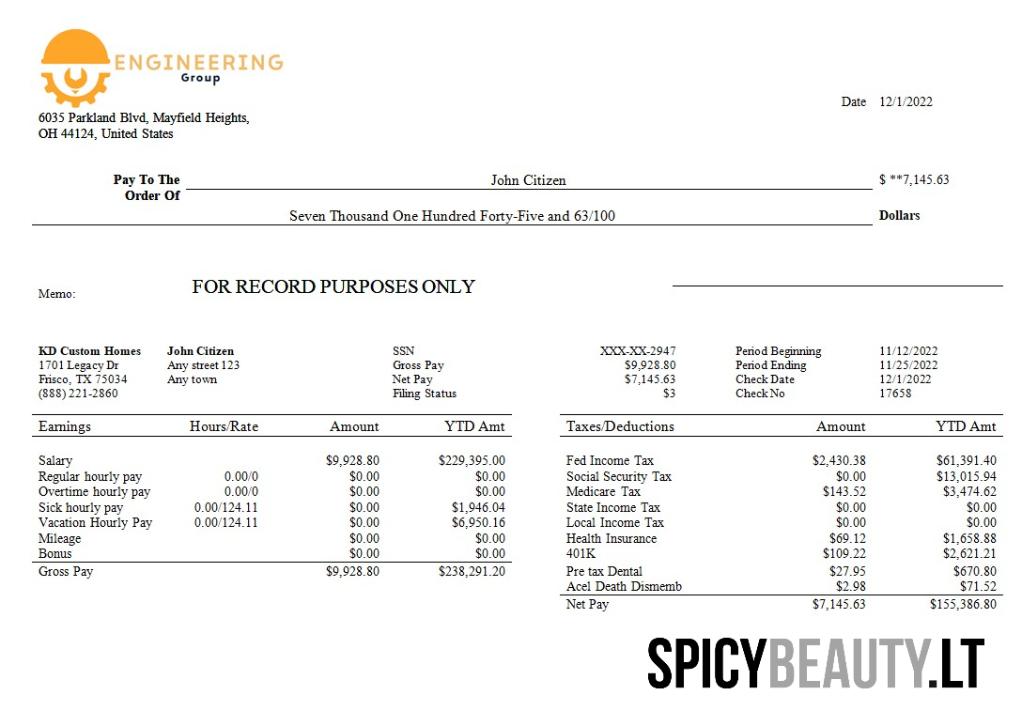 ENGINEERING
Group
6035 Parkland Blvd, Mayfield Heights,
OH 44124, United States
Date 12/1/2022
Pay To The Order Of John Citizen $ **7,145.63
Seven Thousand One Hundred Forty-Five and 63/100 Dollars
Memo: FOR RECORD PURPOSES ONLY
KD Custom Homes John Citizen SSN XXX-XX-2947 Period Beginning 11/12/2022
1701 Legacy Dr Any street 123 Gross Pay $9,928.80 Period Ending 11/25/2022
Frisco, TX 75034 Any town Net Pay $7,145.63 Check Date 12/1/2022
(888) 221-2860 Filing Status $3 Check No 17658
Earnings Hours/Rate Amount YTD Amt
Salary $9,928.80 $229,395.00
Regular hourly pay 0.00/0 $0.00 $0.00
Overtime hourly pay 0.00/0 $0.00 $0.00
Sick hourly pay 0.00/124.11 $0.00 $1,946.04
Vacation Hourly Pay 0.00/124.11 $0.00 $6,950.16
Mileage $0.00 $0.00
Bonus $0.00 $0.00
Gross Pay $9,928.80 $238,291.20
Taxes/Deductions Amount YTD Amt
Fed Income Tax $2,430.38 $61,391.40
Social Security Tax $0.00 $13,015.94
Medicare Tax $143.52 $3,474.62
State Income Tax $0.00 $0.00
Local Income Tax $0.00 $0.00
Health Insurance $69.12 $1,658.88
401K $109.22 $2,621.21
Pre tax Dental $27.95 $670.80
Acel Death Dismemb $2.98 $71.52
Net Pay $7,145.63 $155,386.80
SPICYBEAUTY.LT